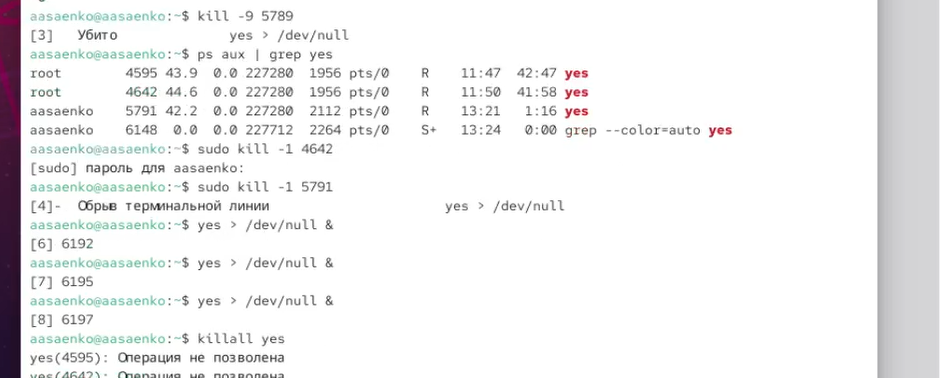 aasaenko@aasaenko:~$ kill -9 5789
[3]   Убито              yes > /dev/null
aasaenko@aasaenko:~$ ps aux | grep yes
root        4595 43.9  0.0 227280  1956 pts/0    R    11:47  42:47 yes
root        4642 44.6  0.0 227280  1956 pts/0    R    11:50  41:58 yes
aasaenko    5791 42.2  0.0 227280  2112 pts/0    R    13:21   1:16 yes
aasaenko    6148  0.0  0.0 227712  2264 pts/0    S+   13:24   0:00 grep --color=auto yes
aasaenko@aasaenko:~$ sudo kill -1 4642
[sudo] пароль для aasaenko:
aasaenko@aasaenko:~$ sudo kill -1 5791
[4]-  Обрыв терминальной линии                      yes > /dev/null
aasaenko@aasaenko:~$ yes > /dev/null &
[6] 6192
aasaenko@aasaenko:~$ yes > /dev/null &
[7] 6195
aasaenko@aasaenko:~$ yes > /dev/null &
[8] 6197
aasaenko@aasaenko:~$ killall yes
yes(4595): Операция не позволена
yes(4642): Операция не позволена